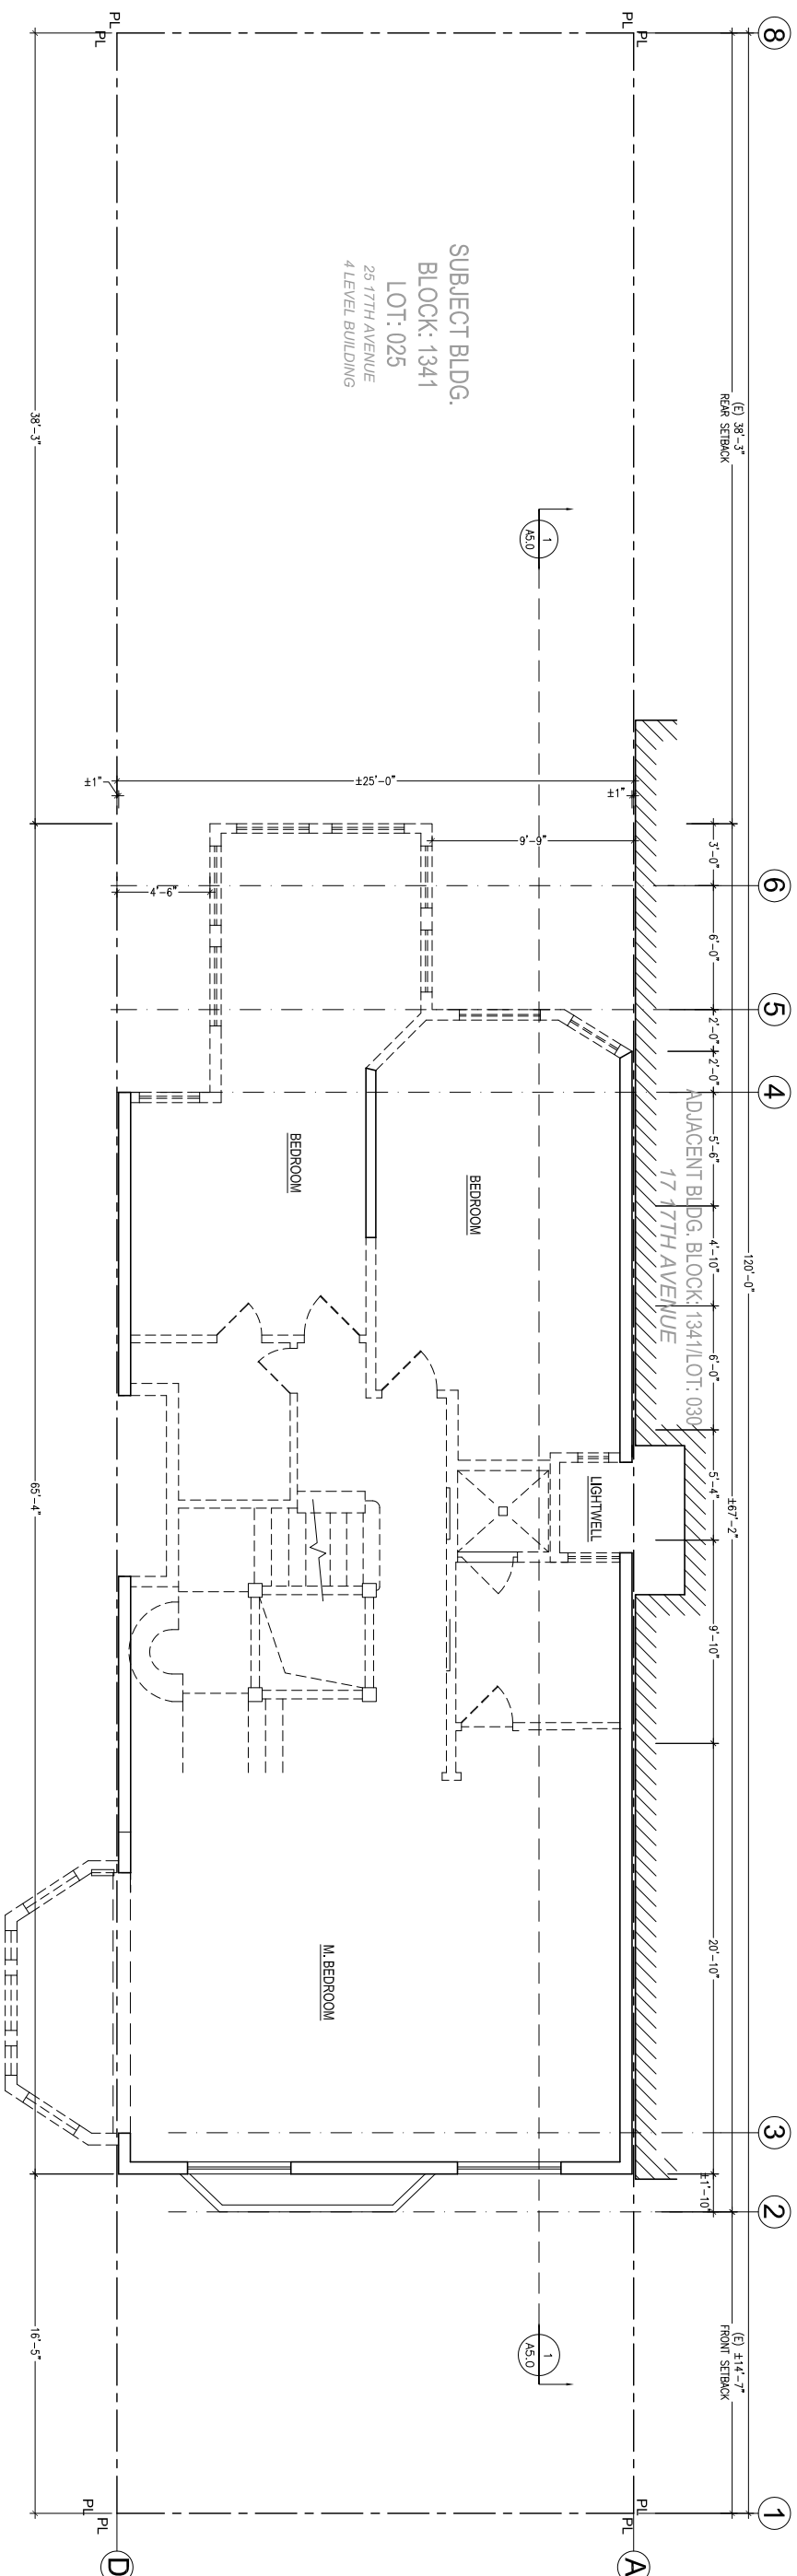 8
PL
PL
PL
PL
120'-0"
(E) 38'-3"
REAR SETBACK
38'-3"
SUBJECT BLDG.
BLOCK: 1341
LOT: 025
25 17TH AVENUE
4 LEVEL BUILDING
1
A5.0
±25'-0"
±1"
±1"
9'-9"
4'-6"
3'-0"
6
6'-0"
5
2'-0"
2'-0"
4
5'-6"
4'-10"
6'-0"
5'-4"
±67'-2"
9'-10"
20'-10"
ADJACENT BLDG. BLOCK: 1341/LOT: 030
17 17TH AVENUE
BEDROOM
BEDROOM
LIGHTWELL
65'-4"
M. BEDROOM
3
±1'-10"
2
(E) ±14'-7"
FRONT SETBACK
1
A5.0
16'-5"
1
PL
PL
PL
PL
A
D